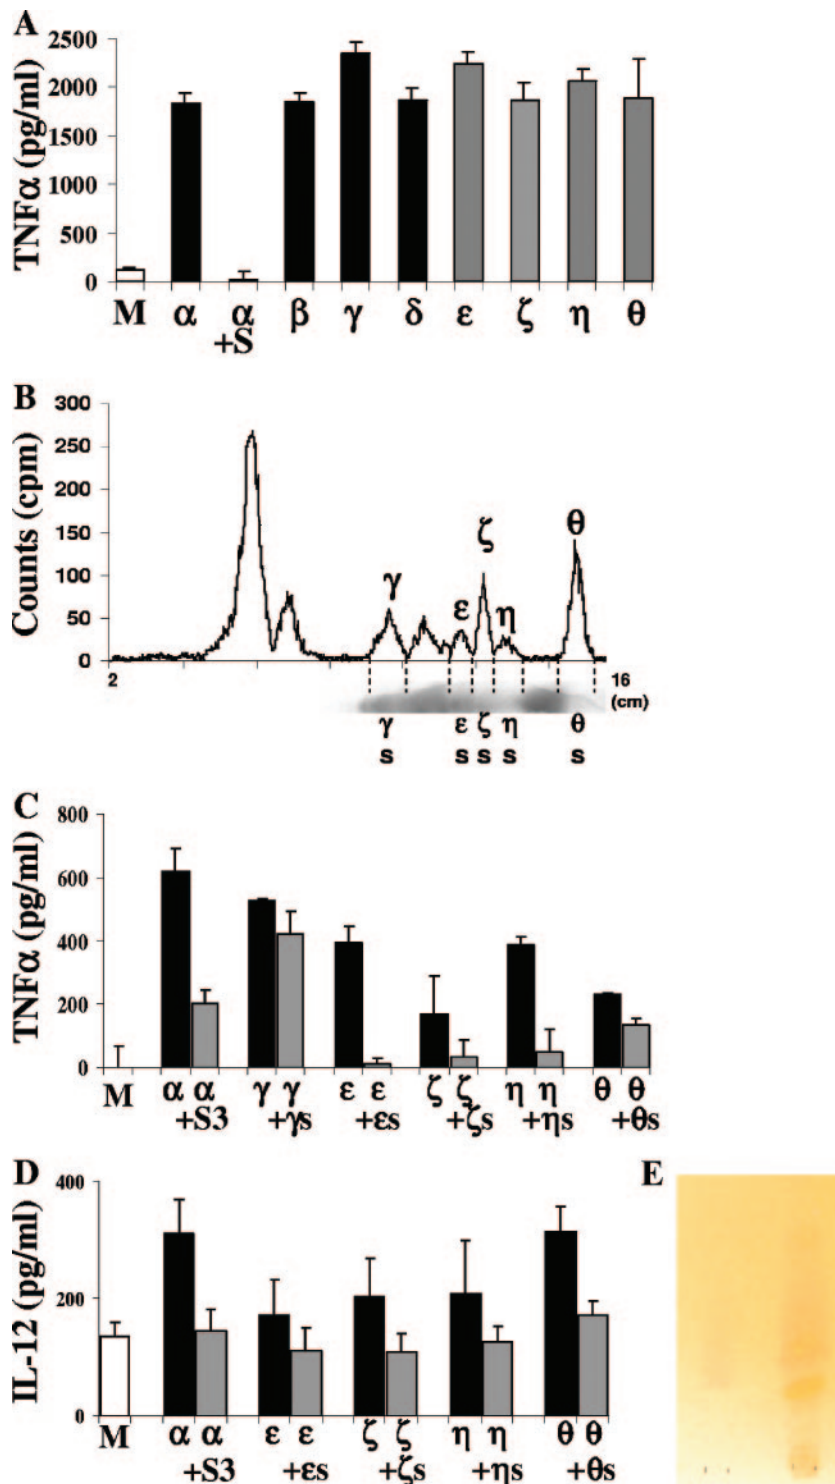 A
TNFα (pg/ml)
2500
2000
1500
1000
500
0
M α α β γ δ ε ζ η θ
+S
B
Counts (cpm)
300
250
200
150
100
50
0
γ ε ζ η θ
2 16
(cm)
γ ε ζ η θ
s s s s s
C
TNFα (pg/ml)
800
600
400
200
0
M α α γ γ ε ε ζ ζ η η θ θ
+S3 +γs +εs +ζs +ηs +θs
D
IL-12 (pg/ml)
400
200
0
M α α ε ε ζ ζ η η θ θ
+S3 +εs +ζs +ηs +θs
E